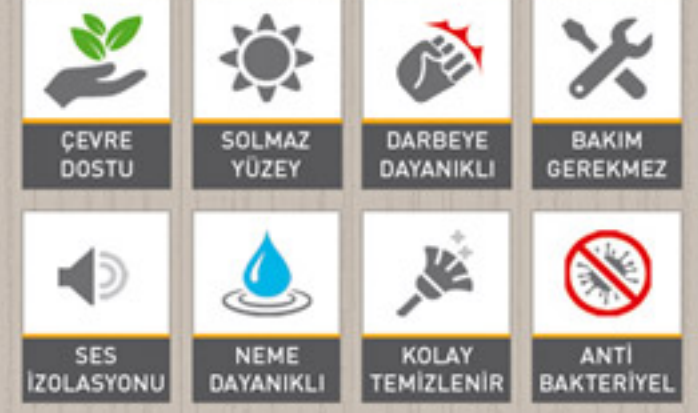 ÇEVRE
DOSTU
SOLMAZ
YÜZEY
DARBEYE
DAYANIKLI
BAKIM
GEREKMEZ
SES
İZOLASYONU
NEME
DAYANIKLI
KOLAY
TEMİZLENİR
ANTİ
BAKTERİYEL